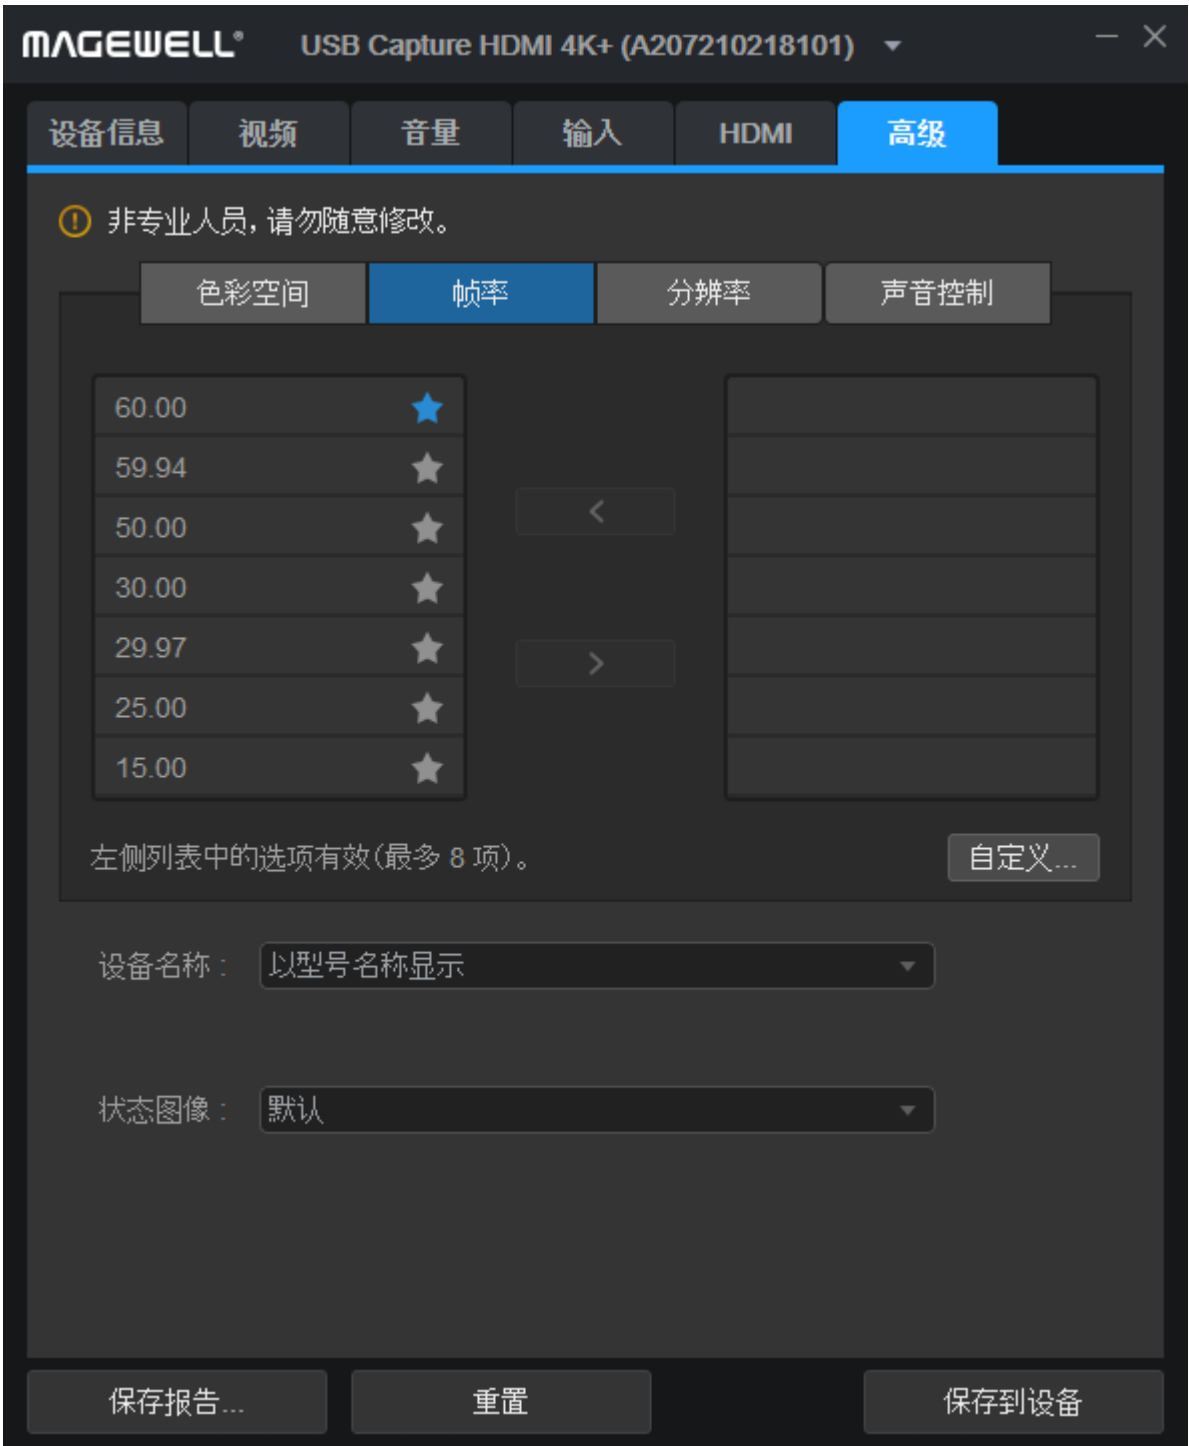 MAGEWELL® USB Capture HDMI 4K+ (A207210218101)
设备信息 视频 音量 输入 HDMI 高级
非专业人员，请勿随意修改。
色彩空间 帧率 分辨率 声音控制
60.00
59.94
50.00
30.00
29.97
25.00
15.00
左侧列表中的选项有效(最多 8 项)。 自定义...
设备名称： 以型号名称显示
状态图像： 默认
保存报告... 重置 保存到设备